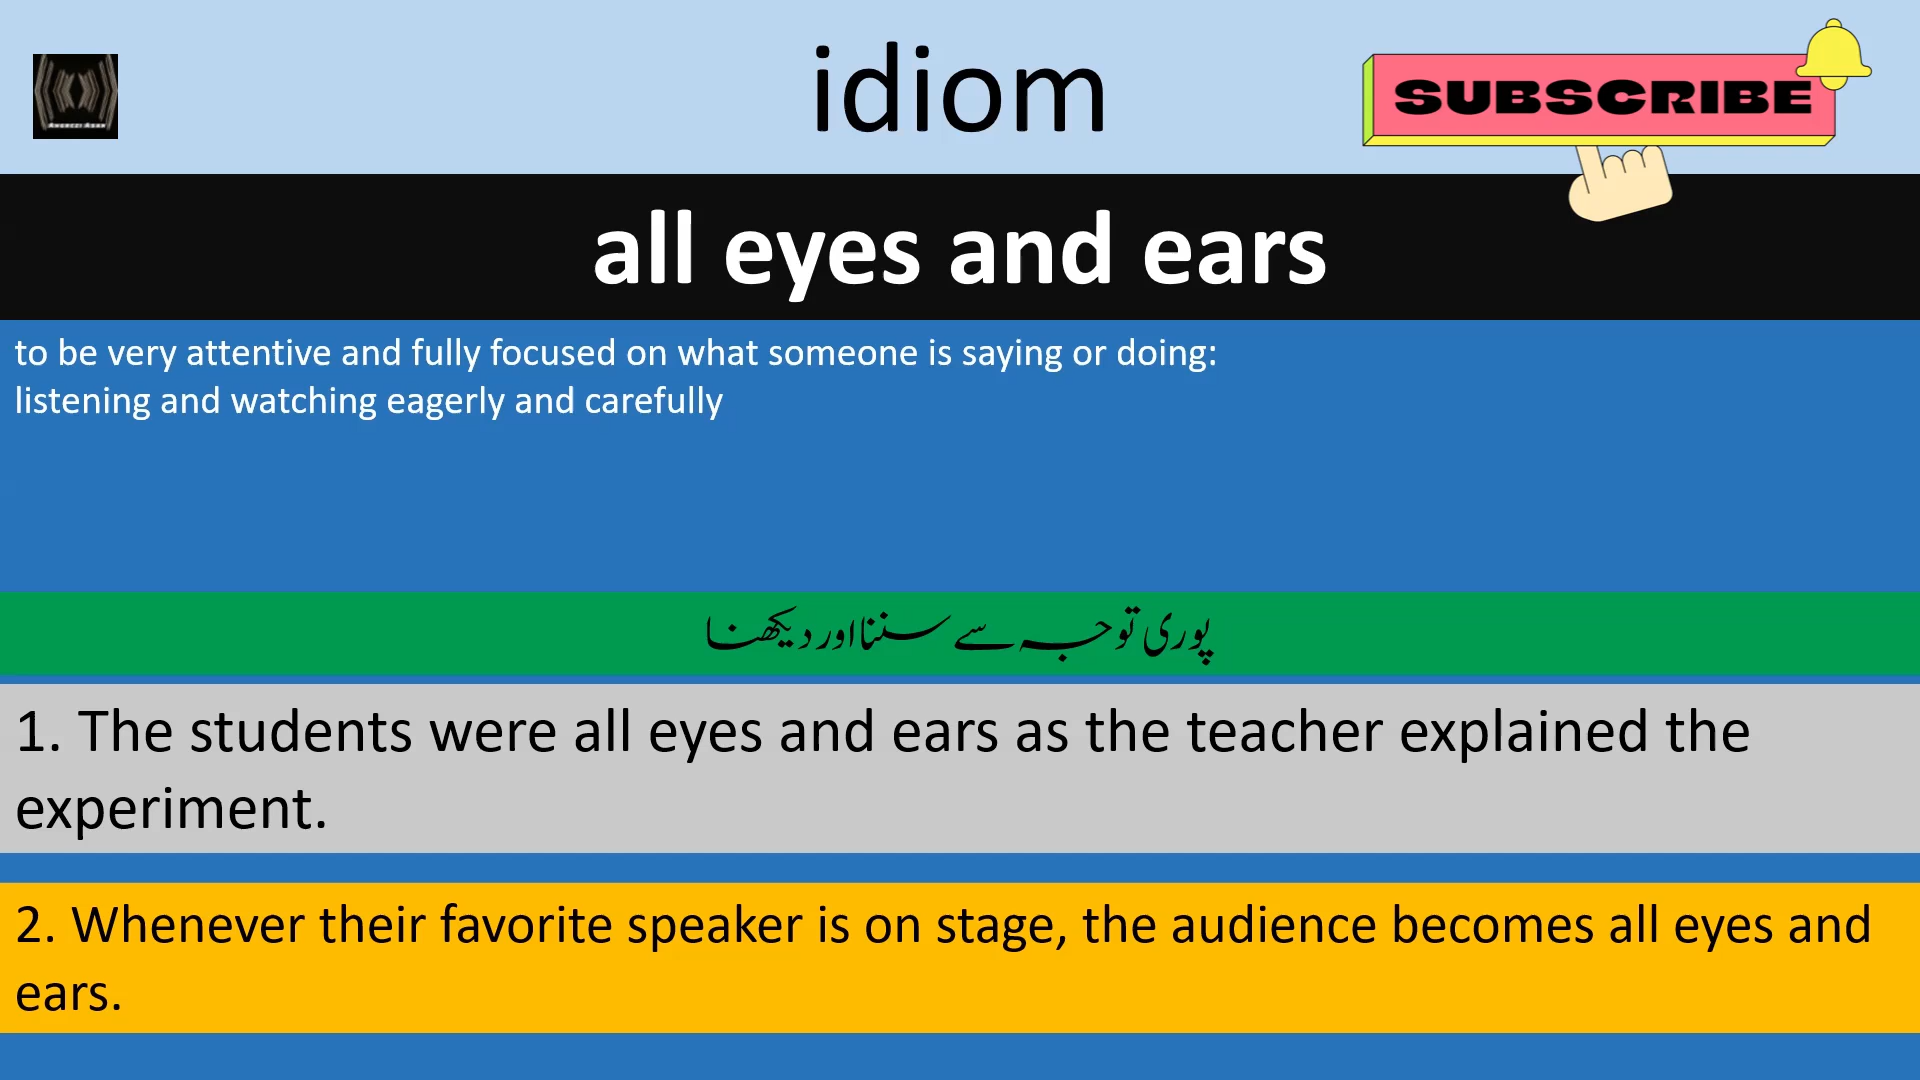 idiom
SUBSCRIBE
all eyes and ears
to be very attentive and fully focused on what someone is saying or doing:
listening and watching eagerly and carefully
پوری توجہ سے سننا اور دیکھنا
1. The students were all eyes and ears as the teacher explained the
experiment.
2. Whenever their favorite speaker is on stage, the audience becomes all eyes and
ears.